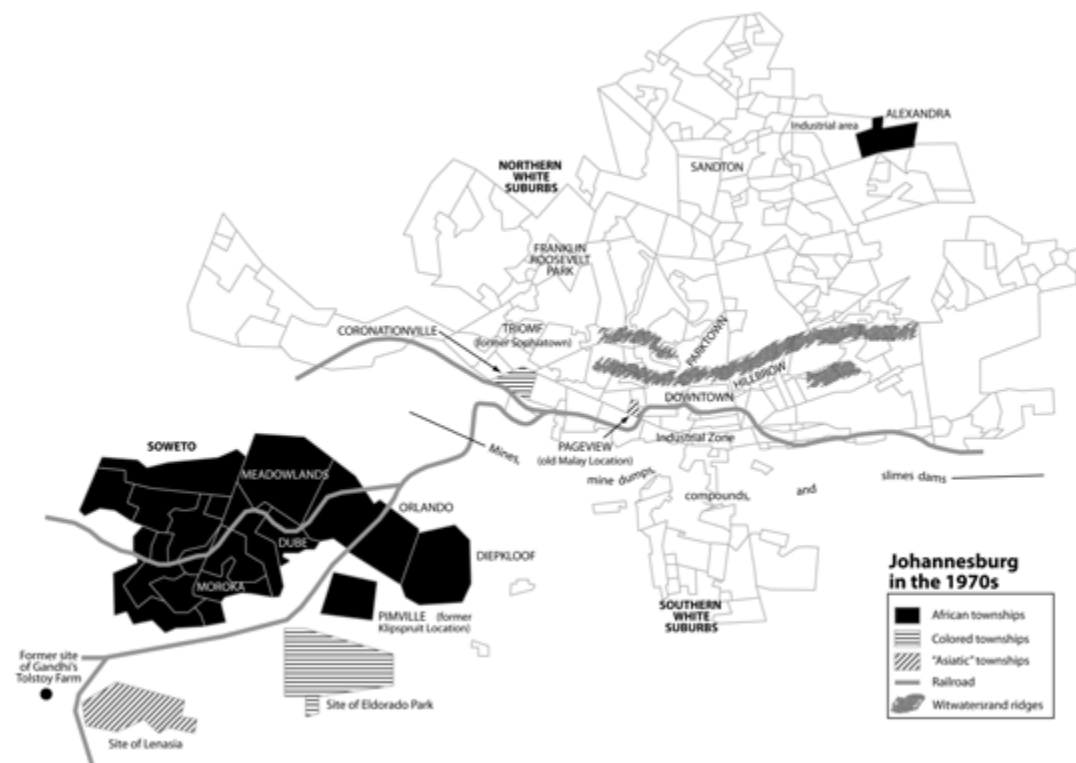 ALEXANDRA
Industrial area
SANDTON
NORTHERN
WHITE
SUBURBS
FRANKLIN
ROOSEVELT
PARK
CORONATIONVILLE
TRIOMF
(former Sophiatown)
PARKTOWN
HILLBROW
DOWNTOWN
PAGEVIEW
(old Malay Location)
Industrial Zone
Mines,
mine dumps,
compounds,
and
slimes dams
SOWETO
MEADOWLANDS
ORLANDO
DUBE
DIEPKLOOF
MOROKA
PIMVILLE (former
Klipspruit Location)
SOUTHERN
WHITE
SUBURBS
Former site
of Gandhi's
Tolstoy Farm
Site of Eldorado Park
Site of Lenasia
Johannesburg
in the 1970s
African townships
Colored townships
"Asiatic" townships
Railroad
Witwatersrand ridges